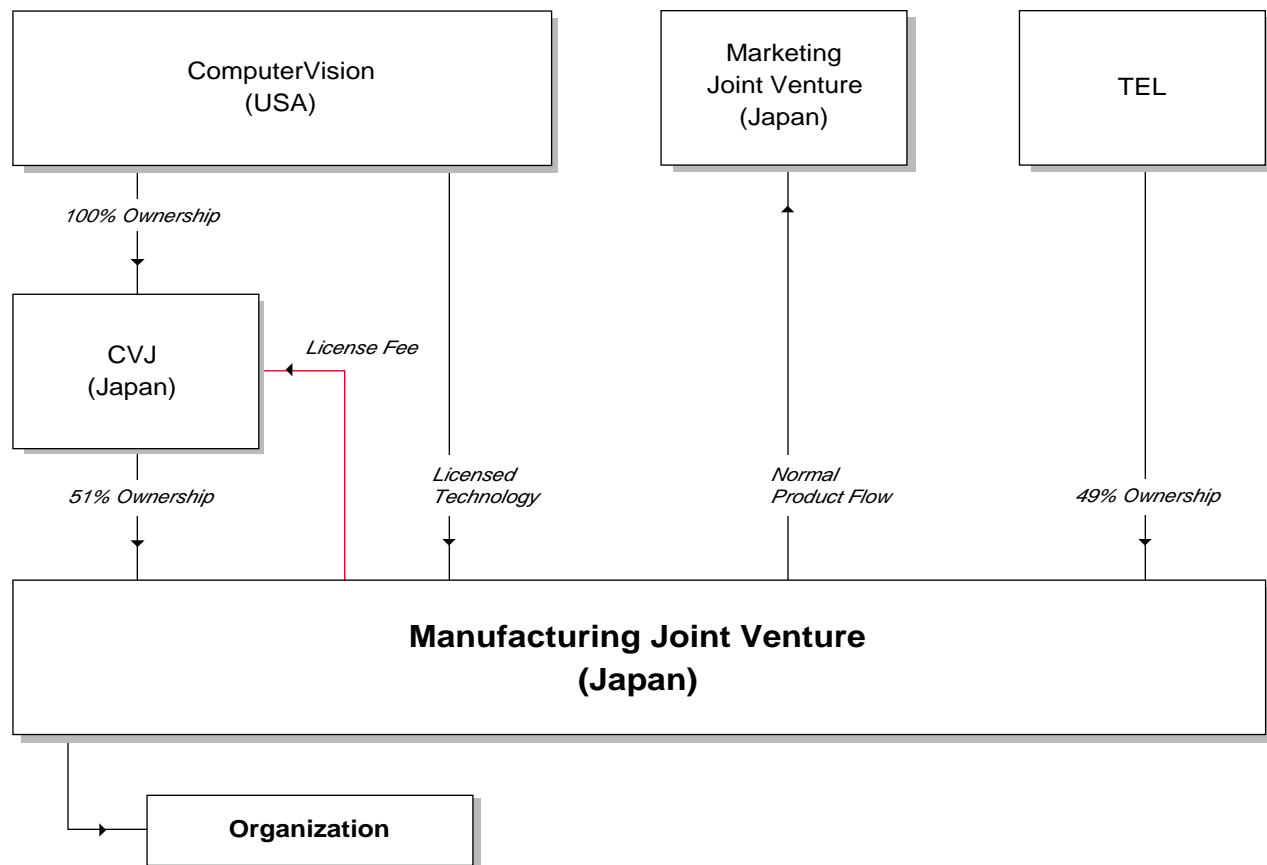 ComputerVision
(USA)
Marketing
Joint Venture
(Japan)
TEL
100% Ownership
CVJ
(Japan)
License Fee
51% Ownership
Licensed
Technology
Normal
Product Flow
49% Ownership
Manufacturing Joint Venture
(Japan)
Organization